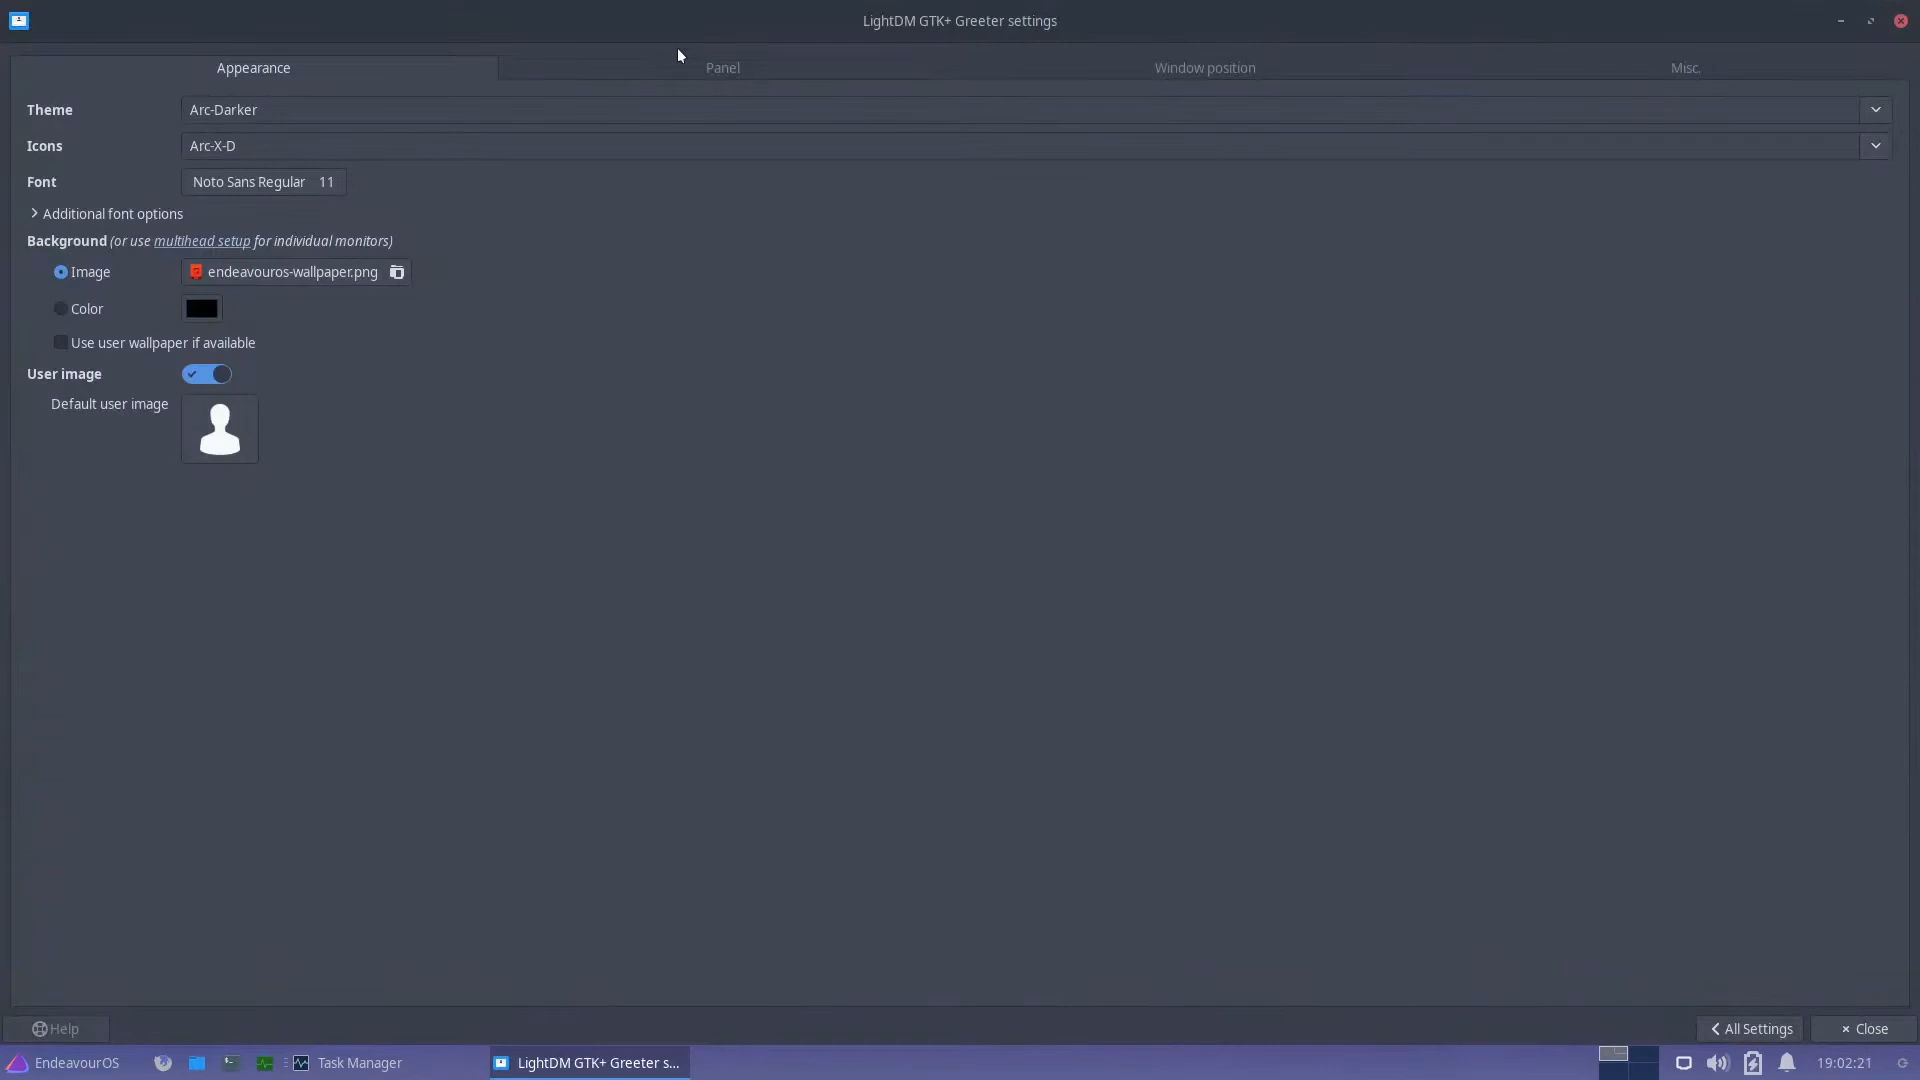 LightDM GTK+ Greeter settings
Appearance
Panel
Window position
Misc.
Theme
Arc-Darker
Icons
Arc-X-D
Font
Noto Sans Regular 11
Additional font options
Background (or use multihead setup for individual monitors)
Image
endeavouros-wallpaper.png
Color
Use user wallpaper if available
User image
Default user image
Help
All Settings
Close
EndeavourOS
Task Manager
LightDM GTK+ Greeter s...
19:02:21